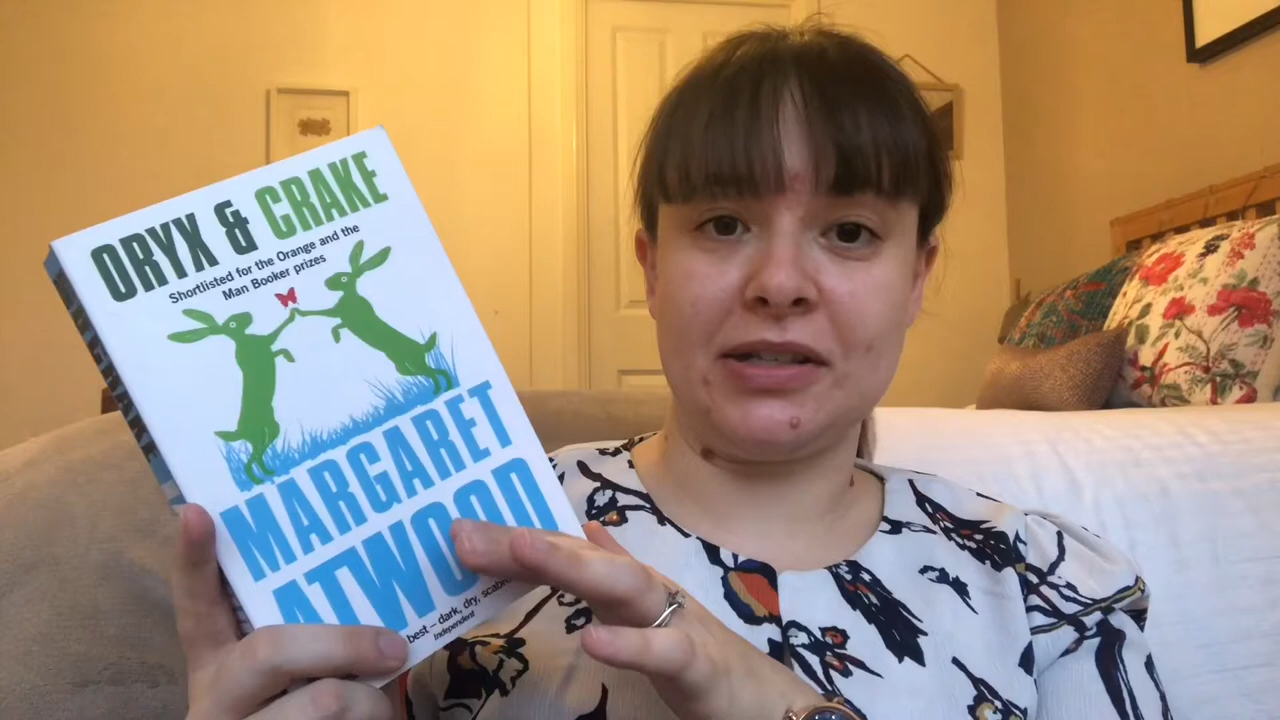 ORYX & CRAKE
Shortlisted for the Orange and the
Man Booker prizes
MARGARET
ATWOOD
best – dark, dry,
Independent